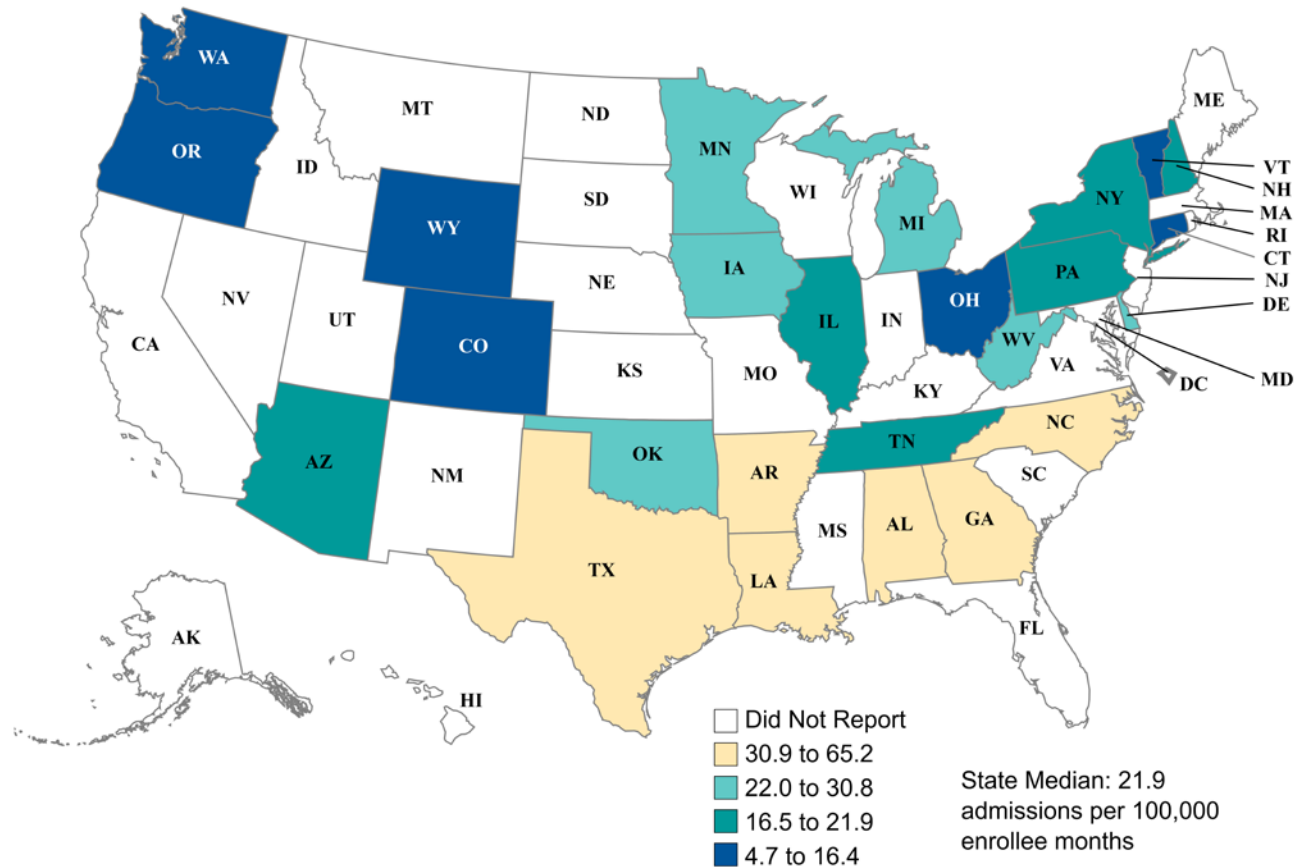 WA
MT
ND
ME
OR
ID
MN
VT
NH
SD
WI
NY
MA
WY
MI
RI
CT
IA
PA
NJ
NE
NV
UT
OH
DE
IL
IN
CA
CO
WV
KS
MO
VA
KY
DC
MD
NC
TN
AZ
OK
NM
AR
SC
MS
AL
GA
TX
LA
FL
AK
HI
Did Not Report
30.9 to 65.2
22.0 to 30.8
16.5 to 21.9
4.7 to 16.4
State Median: 21.9
admissions per 100,000
enrollee months